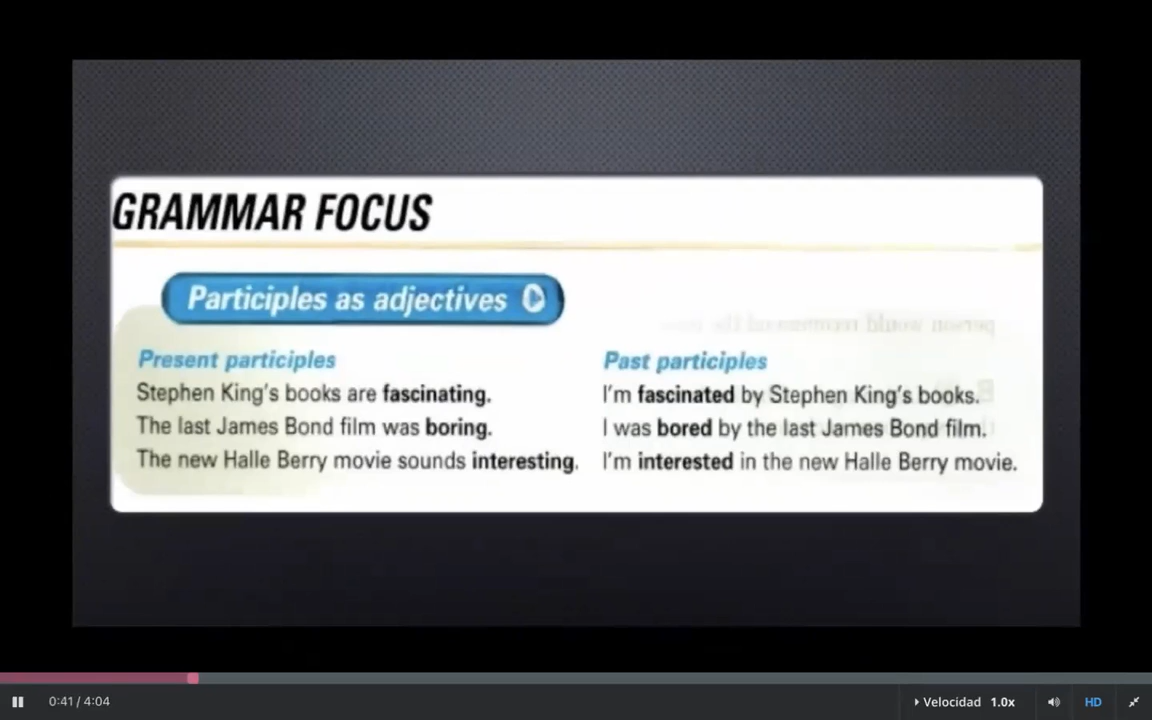 GRAMMAR FOCUS
Participles as adjectives
Present participles
Stephen King's books are fascinating.
The last James Bond film was boring.
The new Halle Berry movie sounds interesting.
Past participles
I'm fascinated by Stephen King's books.
I was bored by the last James Bond film.
I'm interested in the new Halle Berry movie.
0:41 / 4:04
Velocidad 1.0x
HD